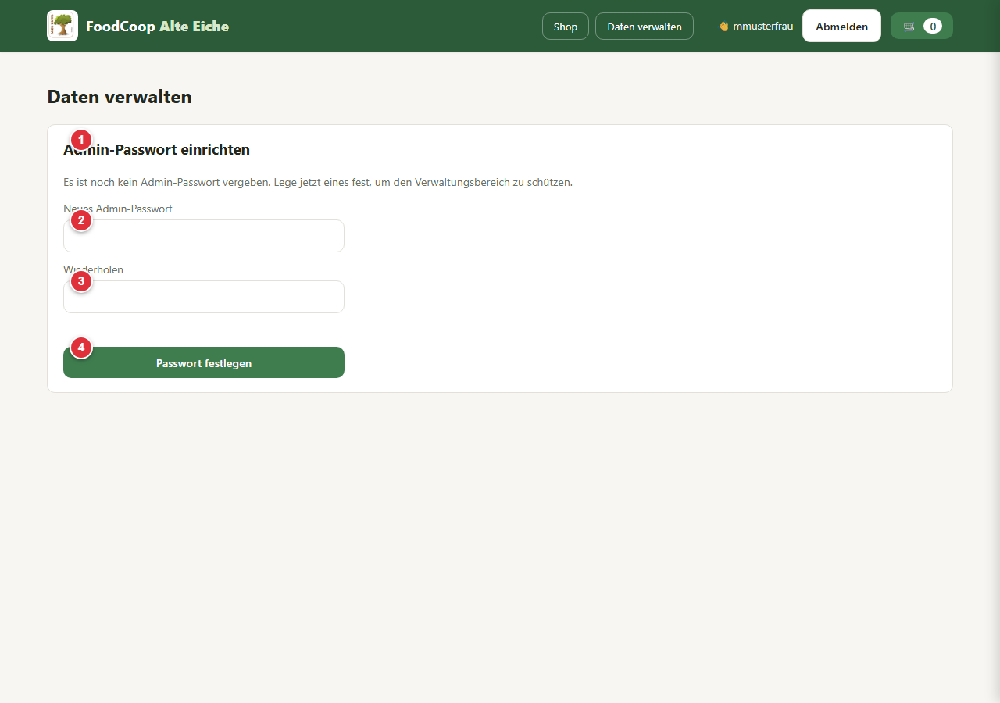 FoodCoop Alte Eiche
Shop
Daten verwalten
👋 mmusterfrau
Abmelden
🛒 0
Daten verwalten
1
Admin-Passwort einrichten
Es ist noch kein Admin-Passwort vergeben. Lege jetzt eines fest, um den Verwaltungsbereich zu schützen.
Neues Admin-Passwort
2
Wiederholen
3
4
Passwort festlegen